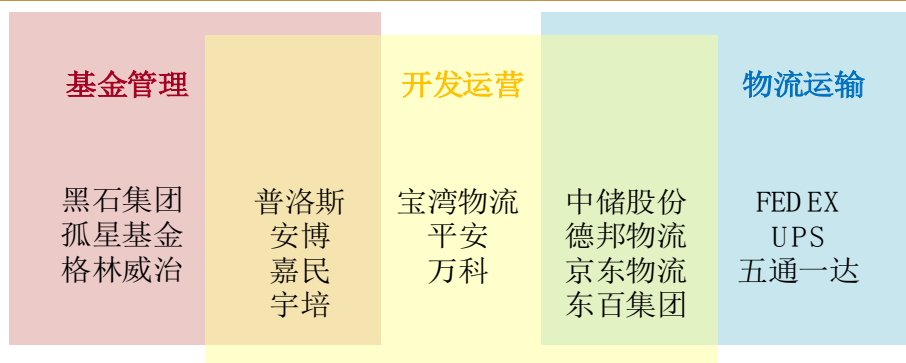 基金管理
开发运营
物流运输
黑石集团
孤星基金
格林威治
普洛斯
安博
嘉民
宇培
宝湾物流
平安
万科
中储股份
德邦物流
京东物流
东百集团
FED EX
UPS
五通一达